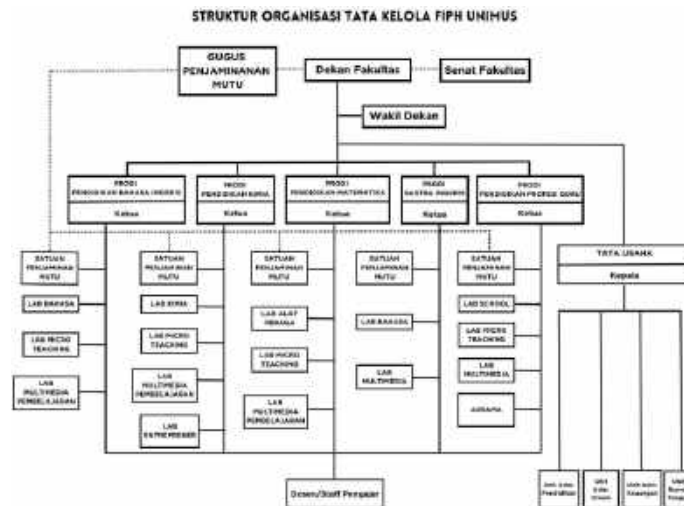 STRUKTUR ORGANISASI TATA KELOLA FIPH UNIMUS
GUGUS
PENJAMINANAN
MUTU
Dekan Fakultas
Senat Fakultas
Wakil Dekan
PRODI
PENDIDIKAN BAHASA INGGRIS
Ketua
PRODI
PENDIDIKAN KIMIA
Ketua
PRODI
PENDIDIKAN MATEMATIKA
Ketua
PRODI
SASTRA INGGRIS
Ketua
PRODI
PENDIDIKAN PROFESI GURU
Ketua
SATUAN
PENJAMINAN
MUTU
LAB BAHASA
LAB MICRO
TEACHING
LAB
MULTIMEDIA
PEMBELAJARAN
SATUAN
PENJAMINAN
MUTU
LAB KIMIA
LAB MICRO
TEACHING
LAB
MULTIMEDIA
PEMBELAJARAN
LAB
SATUAN
PENJAMINAN
MUTU
LAB ALAT
PERAGA
LAB MICRO
TEACHING
LAB
MULTIMEDIA
PEMBELAJARAN
SATUAN
PENJAMINAN
MUTU
LAB BAHASA
LAB
MULTIMEDIA
SATUAN
PENJAMINAN
MUTU
LAB SCHOOL
LAB MICRO
TEACHING
LAB
MULTIMEDIA
ASRAMA
TATA USAHA
Kepala
Dosen/Staff Pengajar